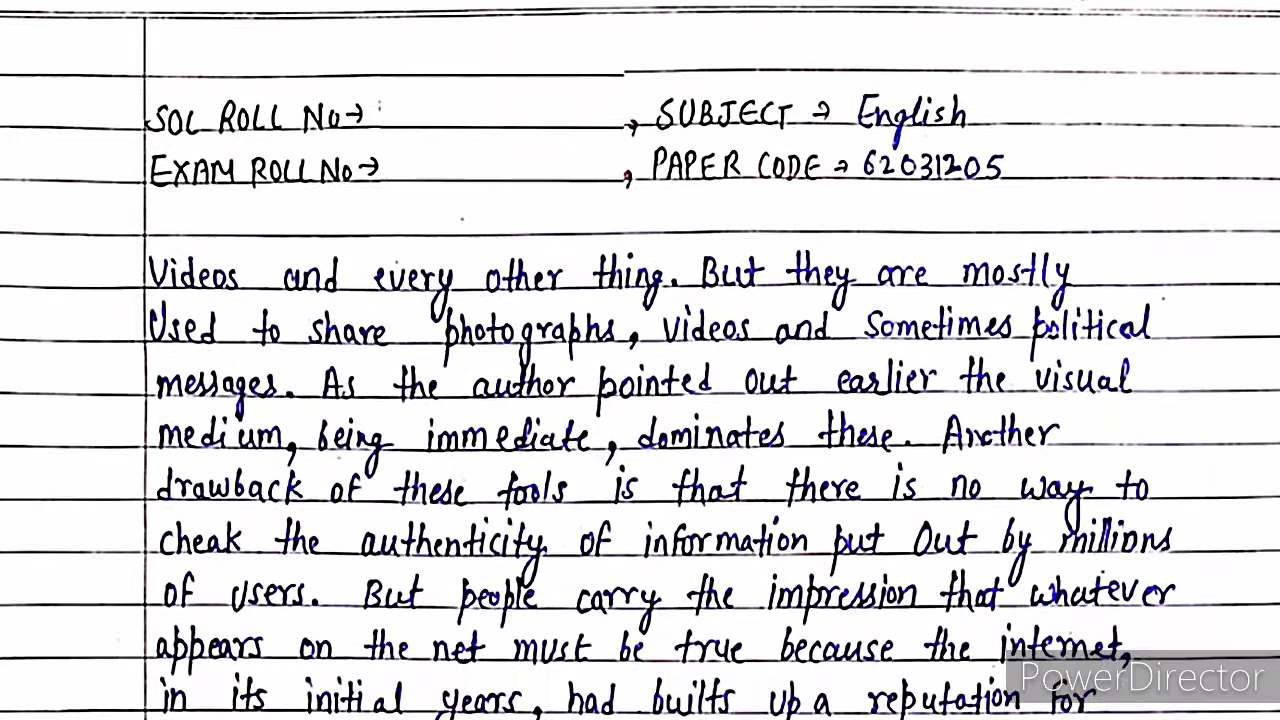 SOL ROLL No→ , SUBJECT → English
EXAM ROLL No→ , PAPER CODE → 62031205
Videos and every other thing. But they are mostly
Used to share photographs, videos and sometimes political
messages. As the author pointed out earlier the visual
medium, being immediate, dominates these. Another
drawback of these tools is that there is no way to
cheak the authenticity of information put out by millions
of users. But people carry the impression that whatever
appears on the net must be true because the internet,
in its initial years, had builts up a reputation for
PowerDirector